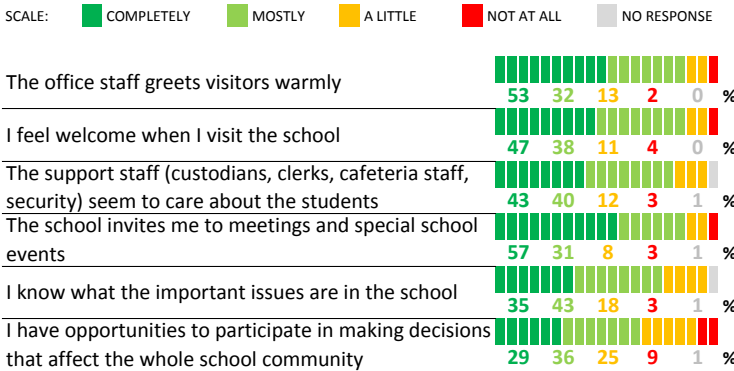 SCALE: COMPLETELY MOSTLY A LITTLE NOT AT ALL NO RESPONSE
The office staff greets visitors warmly
53 32 13 2 0 %
I feel welcome when I visit the school
47 38 11 4 0 %
The support staff (custodians, clerks, cafeteria staff,
security) seem to care about the students
43 40 12 3 1 %
The school invites me to meetings and special school
events
57 31 8 3 1 %
I know what the important issues are in the school
35 43 18 3 1 %
I have opportunities to participate in making decisions
that affect the whole school community
29 36 25 9 1 %